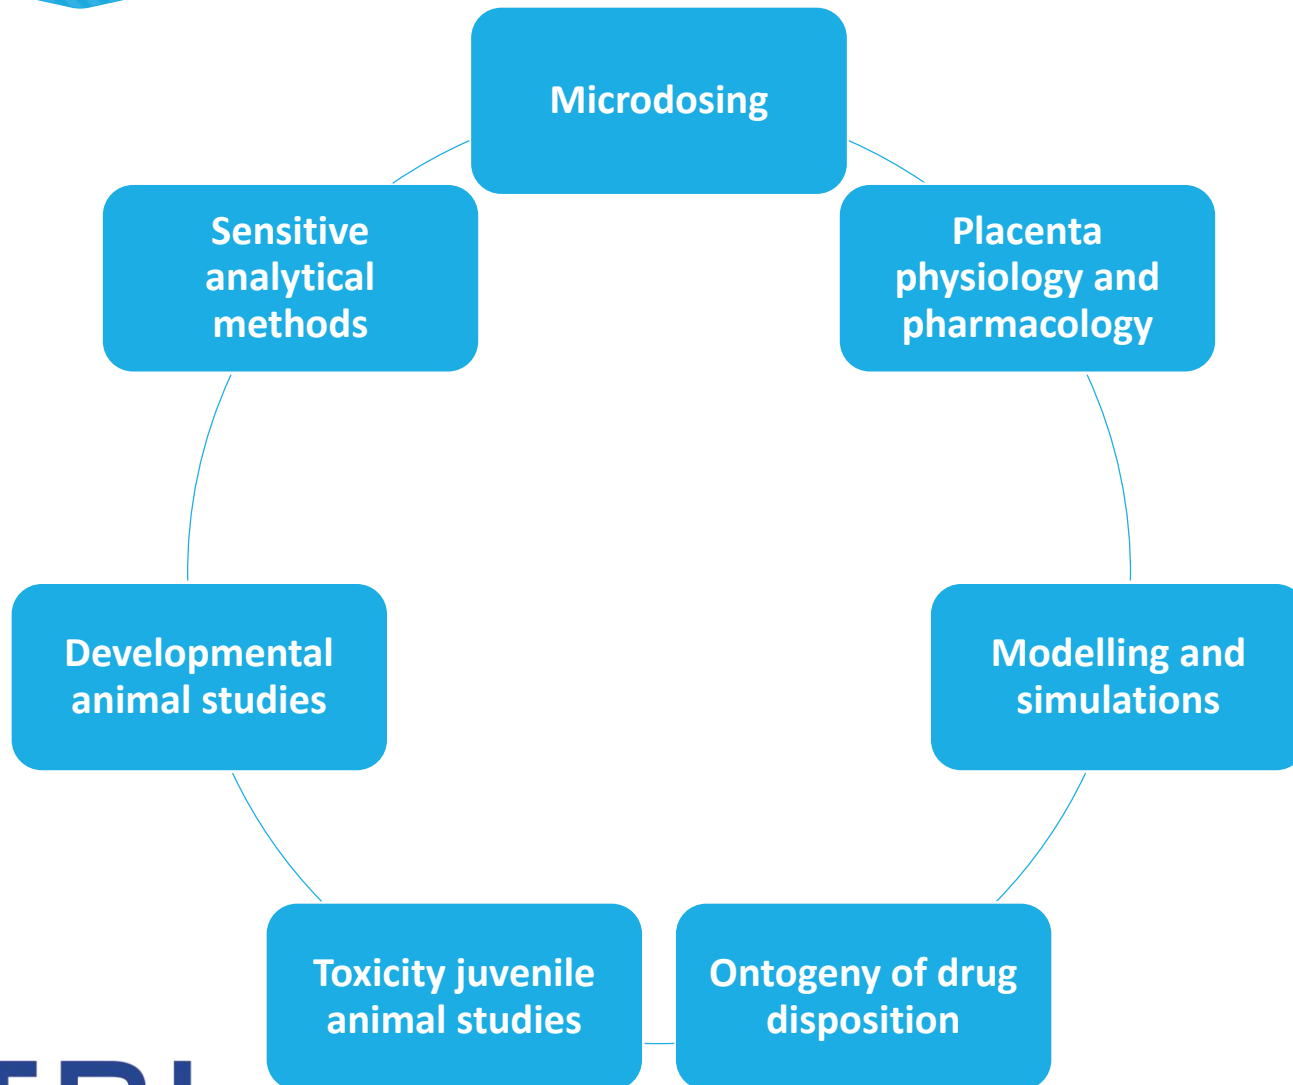 Microdosing
Sensitive
analytical
methods
Placenta
physiology and
pharmacology
Developmental
animal studies
Modelling and
simulations
Toxicity juvenile
animal studies
Ontogeny of drug
disposition